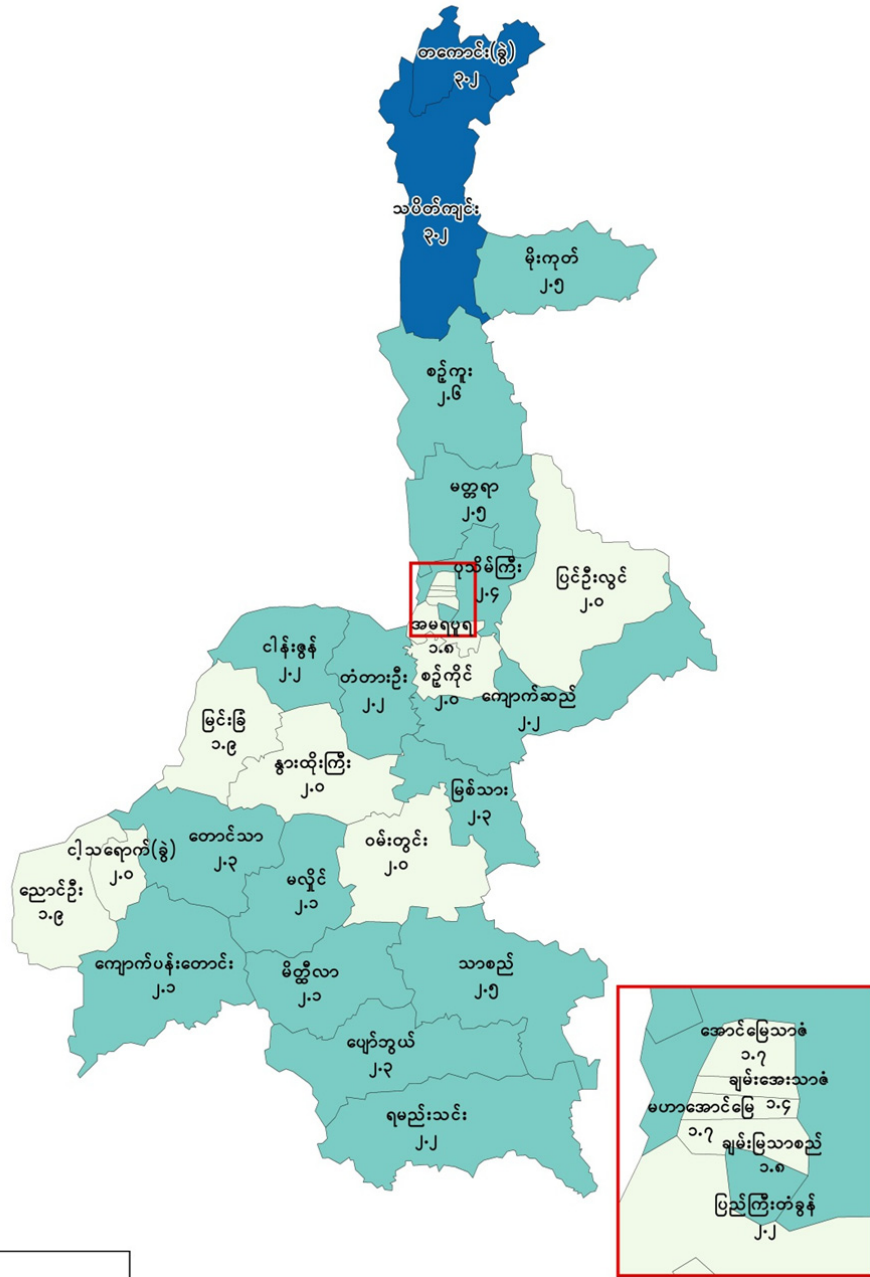 တကောင်း(ခွဲ)
၃.၂
သပိတ်ကျင်း
၃.၂
မိုးကုတ်
၂.၅
စဉ့်ကူး
၂.၆
မတ္တရာ
၂.၅
ပုသိမ်ကြီး
၂.၄
ပြင်ဦးလွင်
၂.၀
အမရပူရ
၁.၈
စဉ့်ကိုင်
၂.၀
ငါန်းဇွန်
၂.၂
တံတားဦး
၂.၂
ကျောက်ဆည်
၂.၂
မြင်းခြံ
၁.၉
နွားထိုးကြီး
၂.၀
မြစ်သား
၂.၃
တောင်သာ
၂.၃
ဝမ်းတွင်း
၂.၀
ငါ့သရောက်(ခွဲ)
၂.၀
မလှိုင်
၂.၁
ညောင်ဦး
၁.၉
ကျောက်ပန်းတောင်း
၂.၁
မိတ္ထီလာ
၂.၁
သာစည်
၂.၅
ပျော်ဘွယ်
၂.၃
ရမည်းသင်း
၂.၂
အောင်မြေသာဇံ
၁.၇
ချမ်းအေးသာဇံ
၁.၄
မဟာအောင်မြေ
၁.၇
ချမ်းမြသာစည်
၁.၈
ပြည်ကြီးတံခွန်
၂.၂